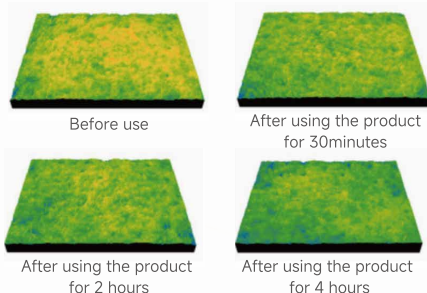 Before use
After using the product
for 30minutes
After using the product
for 2 hours
After using the product
for 4 hours